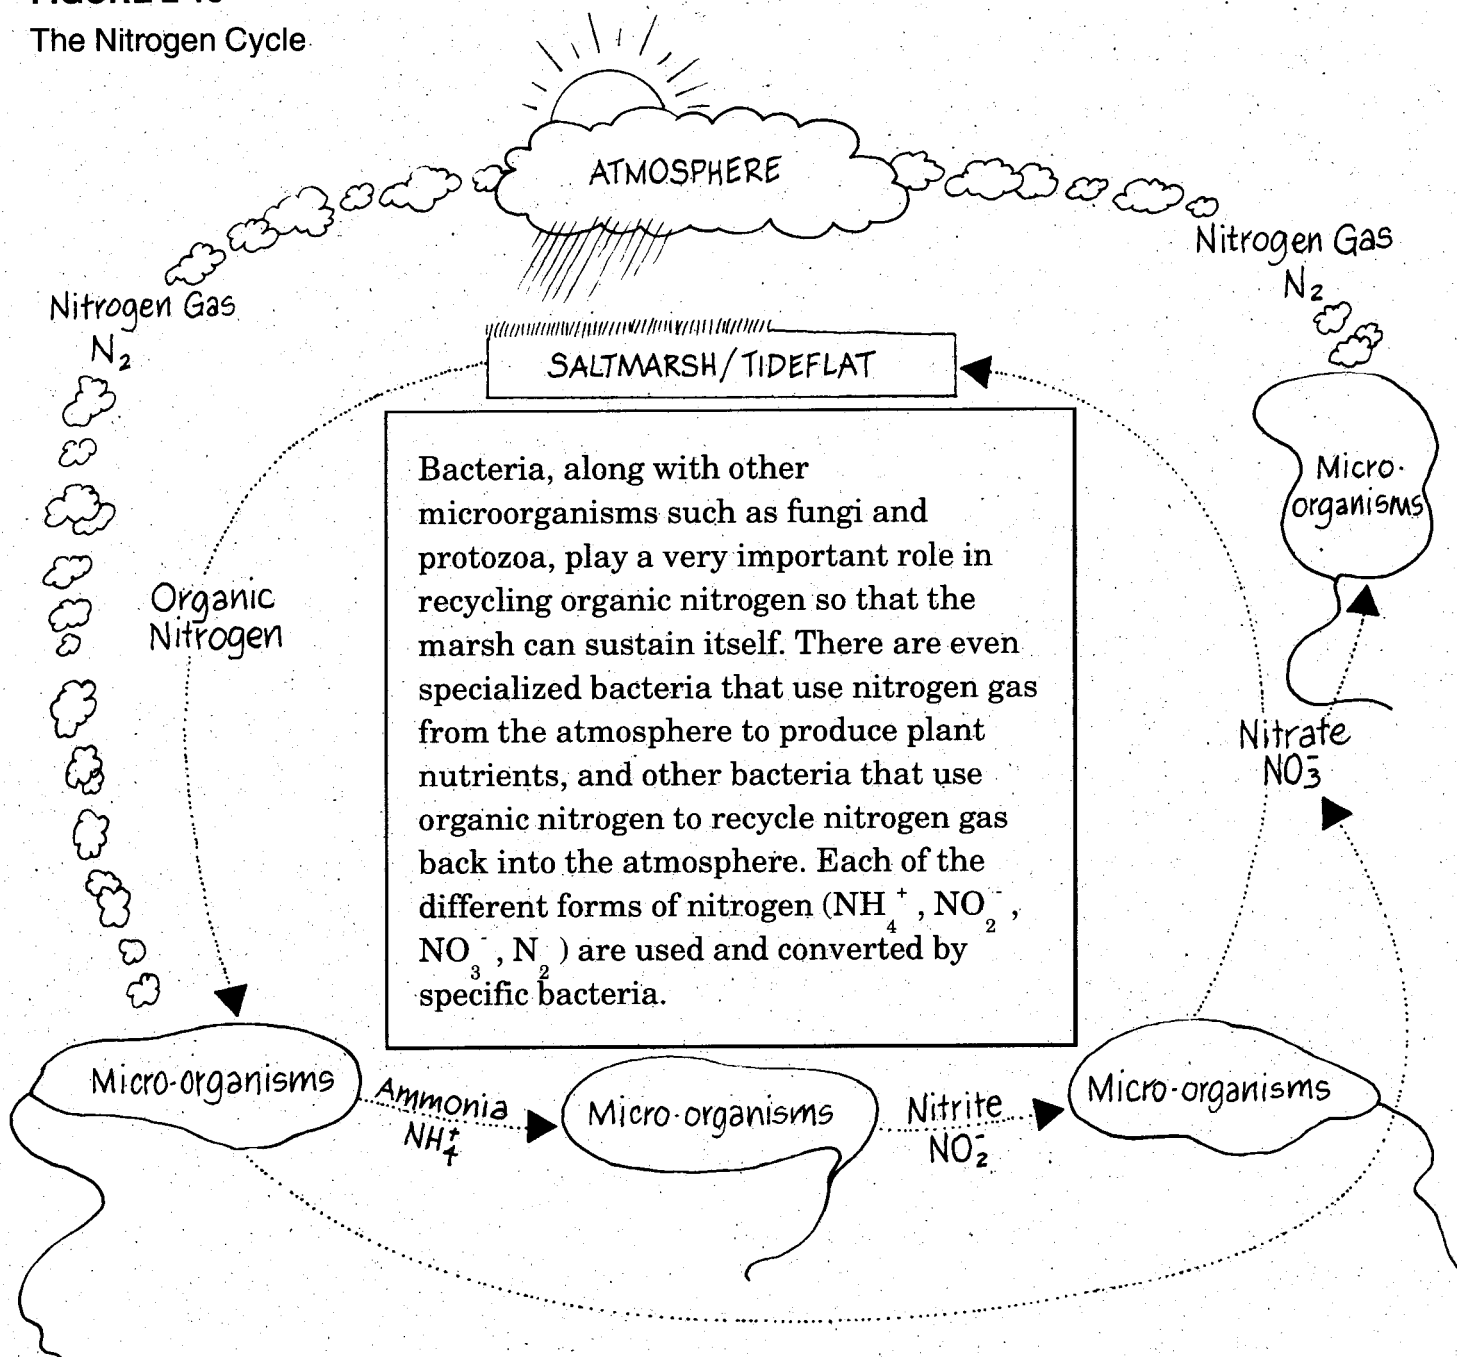 The Nitrogen Cycle
ATMOSPHERE
Nitrogen Gas
N₂
Nitrogen Gas
N₂
SALTMARSH/TIDEFLAT
Organic
Nitrogen
Bacteria, along with other
microorganisms such as fungi and
protozoa, play a very important role in
recycling organic nitrogen so that the
marsh can sustain itself. There are even
specialized bacteria that use nitrogen gas
from the atmosphere to produce plant
nutrients, and other bacteria that use
organic nitrogen to recycle nitrogen gas
back into the atmosphere. Each of the
different forms of nitrogen (NH₄⁺, NO₂⁻,
NO₃⁻, N₂) are used and converted by
specific bacteria.
Micro-
organisms
Nitrate
NO₃⁻
Micro-organisms
Ammonia
NH₄⁺
Micro-organisms
Nitrite
NO₂⁻
Micro-organisms